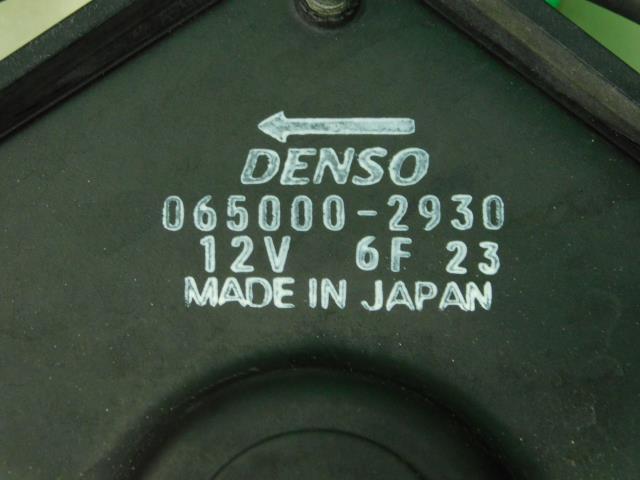 DENSO
065000-2930
12V 6F 23
MADE IN JAPAN